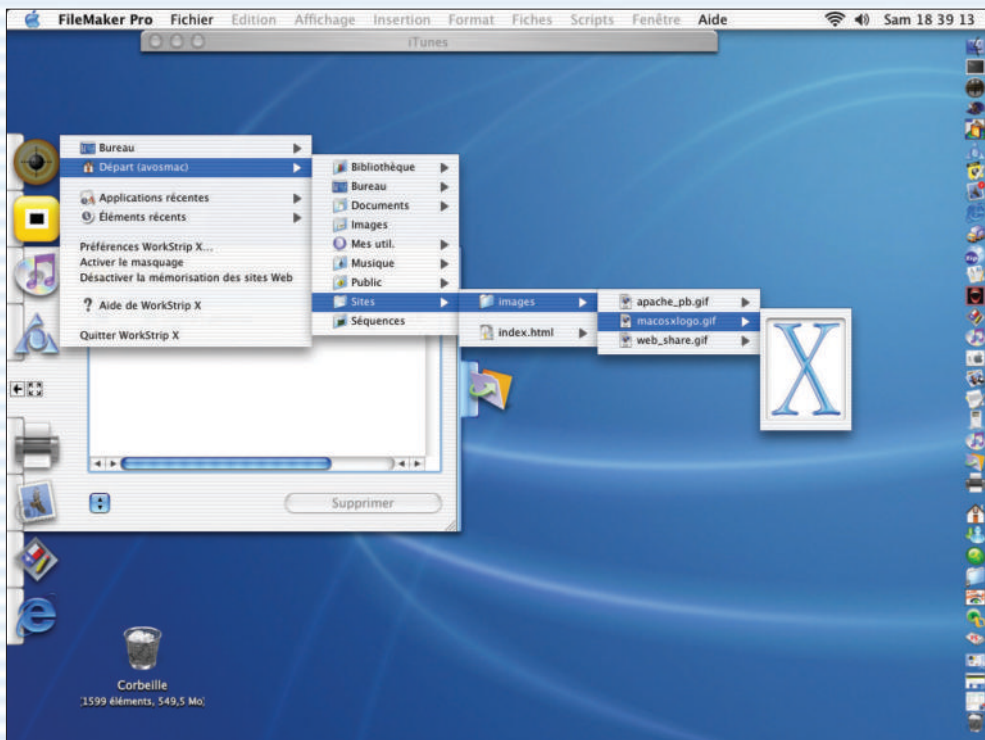 FileMaker Pro Fichier Edition Affichage Insertion Format Fiches Scripts Fenêtre Aide Sam 18 39 13
iTunes
Bureau
Départ (avosmac)
Applications récentes
Éléments récents
Préférences WorkStrip X...
Activer le masquage
Désactiver la mémorisation des sites Web
? Aide de WorkStrip X
Quitter WorkStrip X
Bibliothèque
Bureau
Documents
Images
Mes util.
Musique
Public
Sites
Séquences
images
index.html
apache_pb.gif
macosxlogo.gif
web_share.gif
X
Supprimer
Corbeille
1599 éléments, 549,5 Mo